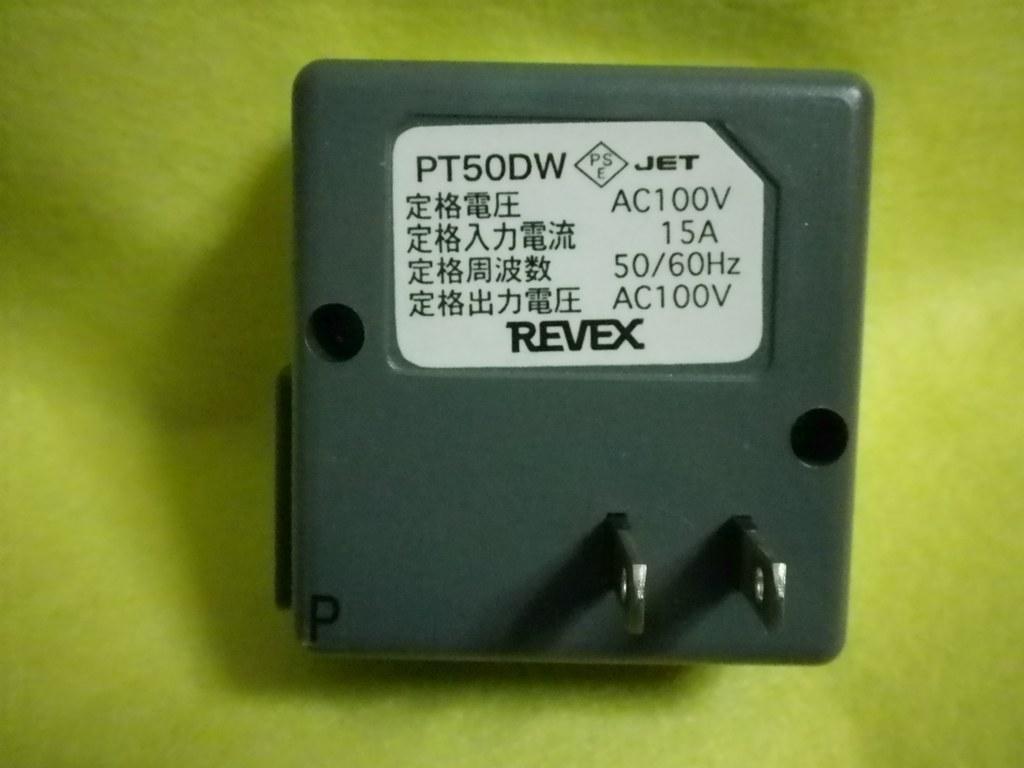 PT50DW PSE JET
定格電圧 AC100V
定格入力電流 15A
定格周波数 50/60Hz
定格出力電圧 AC100V
REVEX
P